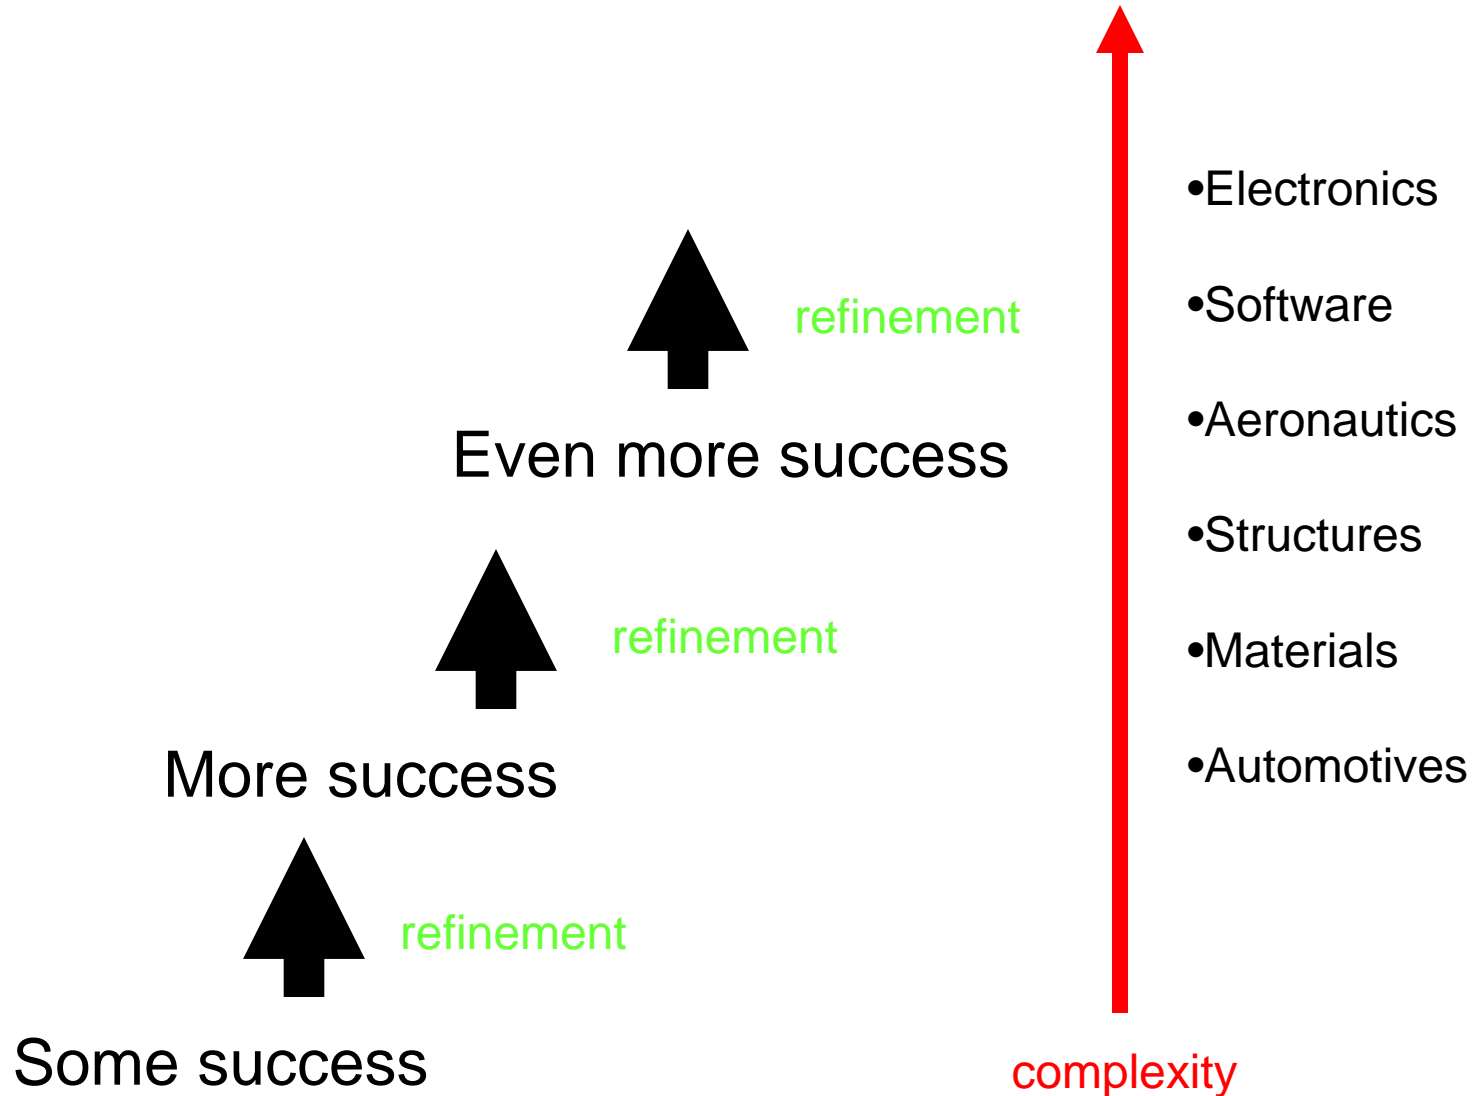 •Electronics
•Software
refinement
•Aeronautics
Even more success
•Structures
refinement
•Materials
More success
•Automotives
refinement
Some success
complexity